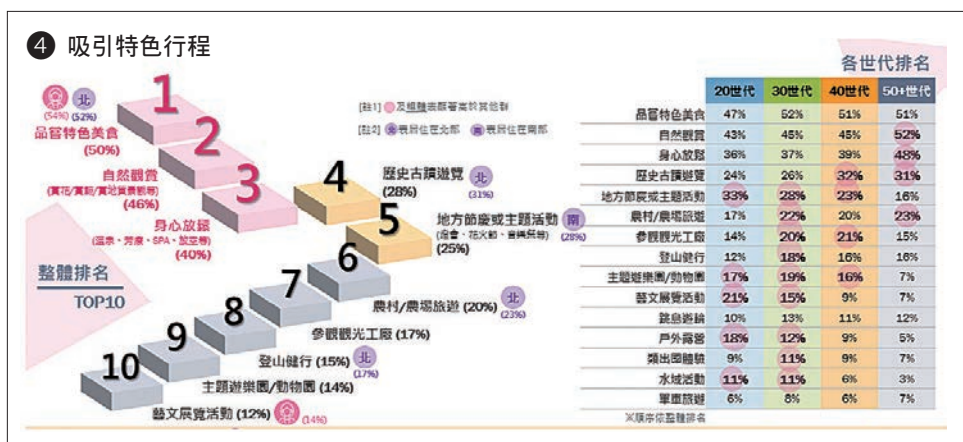 4 吸引特色行程
1
北
(54%) (52%)
品嘗特色美食
(50%)
2
自然觀賞
(46%)
3
身心放鬆
(溫泉、芳療、SPA、放空等)
(40%)
[註1] 及粗體表顯著高於其他群
[註2] 北 表居住在北部 南 表居住在南部
4
歷史古蹟遊覽
(28%)
北
(31%)
5
地方節慶或主題活動
(燈會、花火節、音樂祭等)
(25%)
南
(28%)
6
農村/農場旅遊 (20%)
北
(23%)
7
參觀觀光工廠 (17%)
8
登山健行 (15%)
北
(17%)
9
主題遊樂園/動物園 (14%)
10
藝文展覽活動 (12%)
(14%)
整體排名
TOP10
各世代排名
20世代 30世代 40世代 50+世代
品嘗特色美食 47% 52% 51% 51%
自然觀賞 43% 45% 45% 52%
身心放鬆 36% 37% 39% 48%
歷史古蹟遊覽 24% 26% 32% 31%
地方節慶或主題活動 33% 28% 23% 16%
農村/農場旅遊 17% 22% 20% 23%
參觀觀光工廠 14% 20% 21% 15%
登山健行 12% 18% 16% 16%
主題遊樂園/動物園 17% 19% 16% 7%
藝文展覽活動 21% 15% 9% 7%
跳島遊輪 10% 13% 11% 12%
戶外露營 18% 12% 9% 5%
類出國體驗 9% 11% 9% 7%
水域活動 11% 11% 6% 3%
單車旅遊 6% 8% 6% 7%
※順序依整體排名